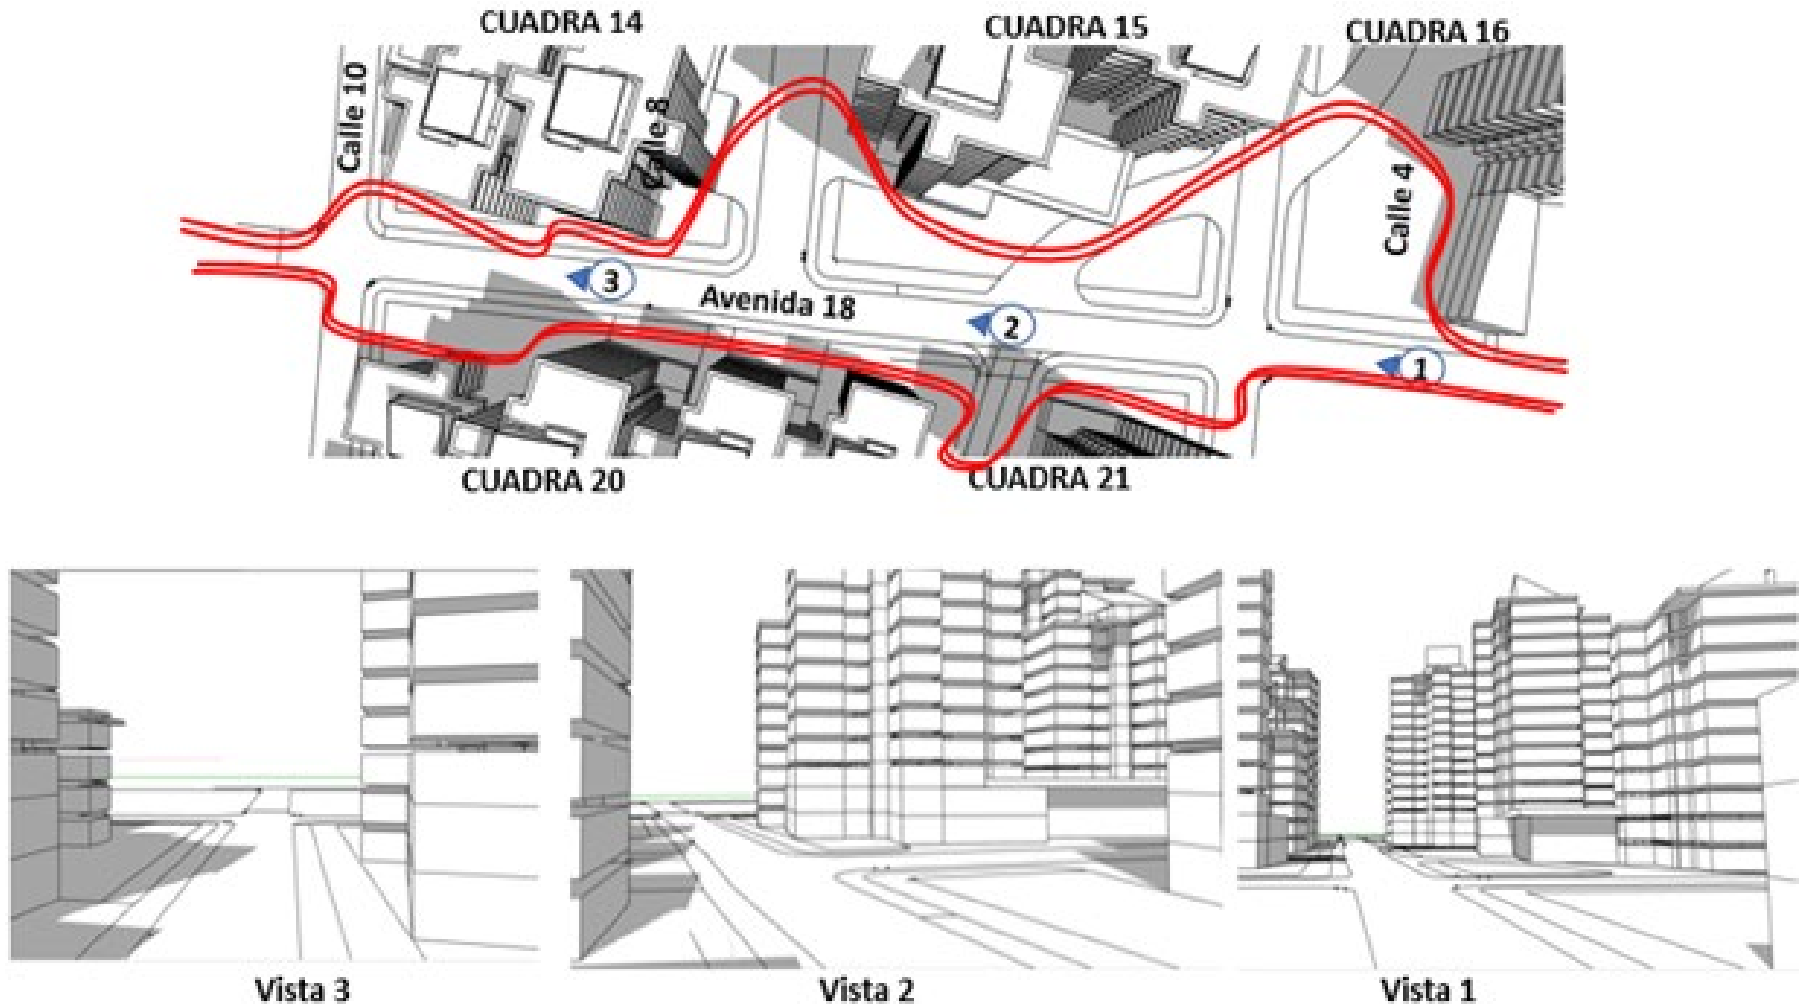 CUADRA 14
CUADRA 15
CUADRA 16
Calle 10
Calle 8
Calle 4
3
Avenida 18
2
1
CUADRA 20
CUADRA 21
Vista 3
Vista 2
Vista 1